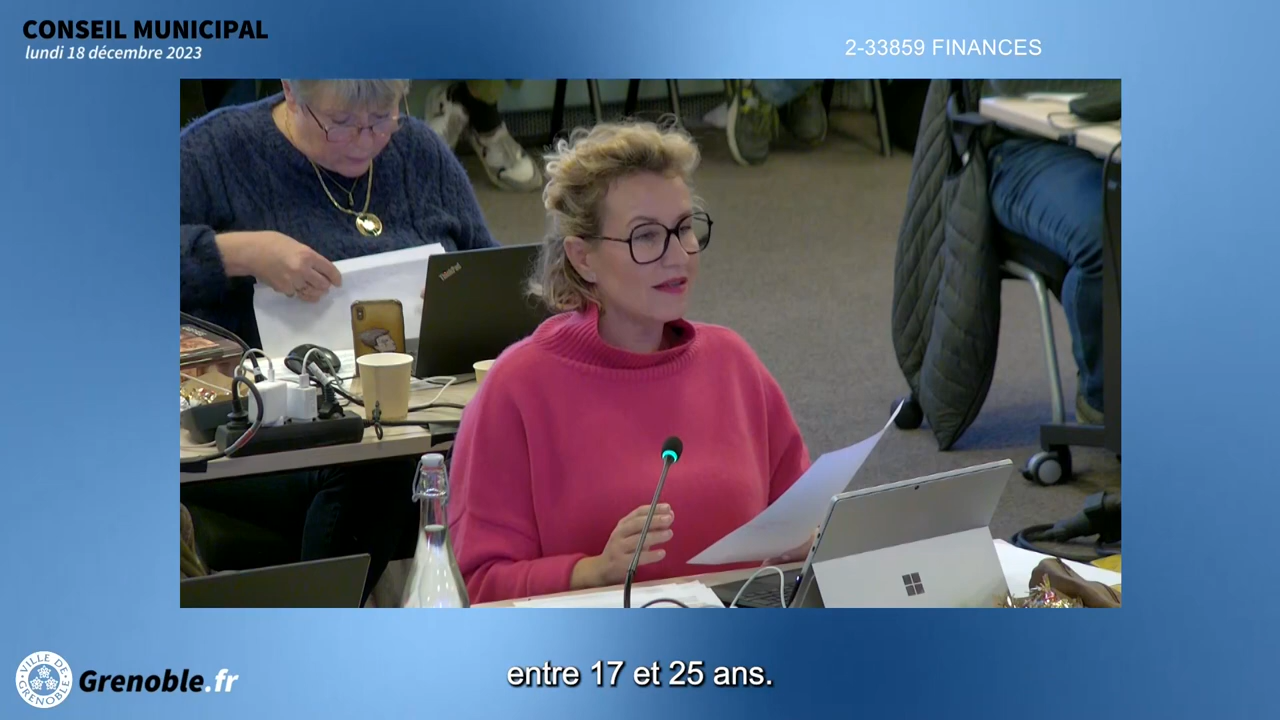 CONSEIL MUNICIPAL
lundi 18 décembre 2023
2-33859 FINANCES
ThinkPad
VILLE DE
GRENOBLE
Grenoble.fr
entre 17 et 25 ans.